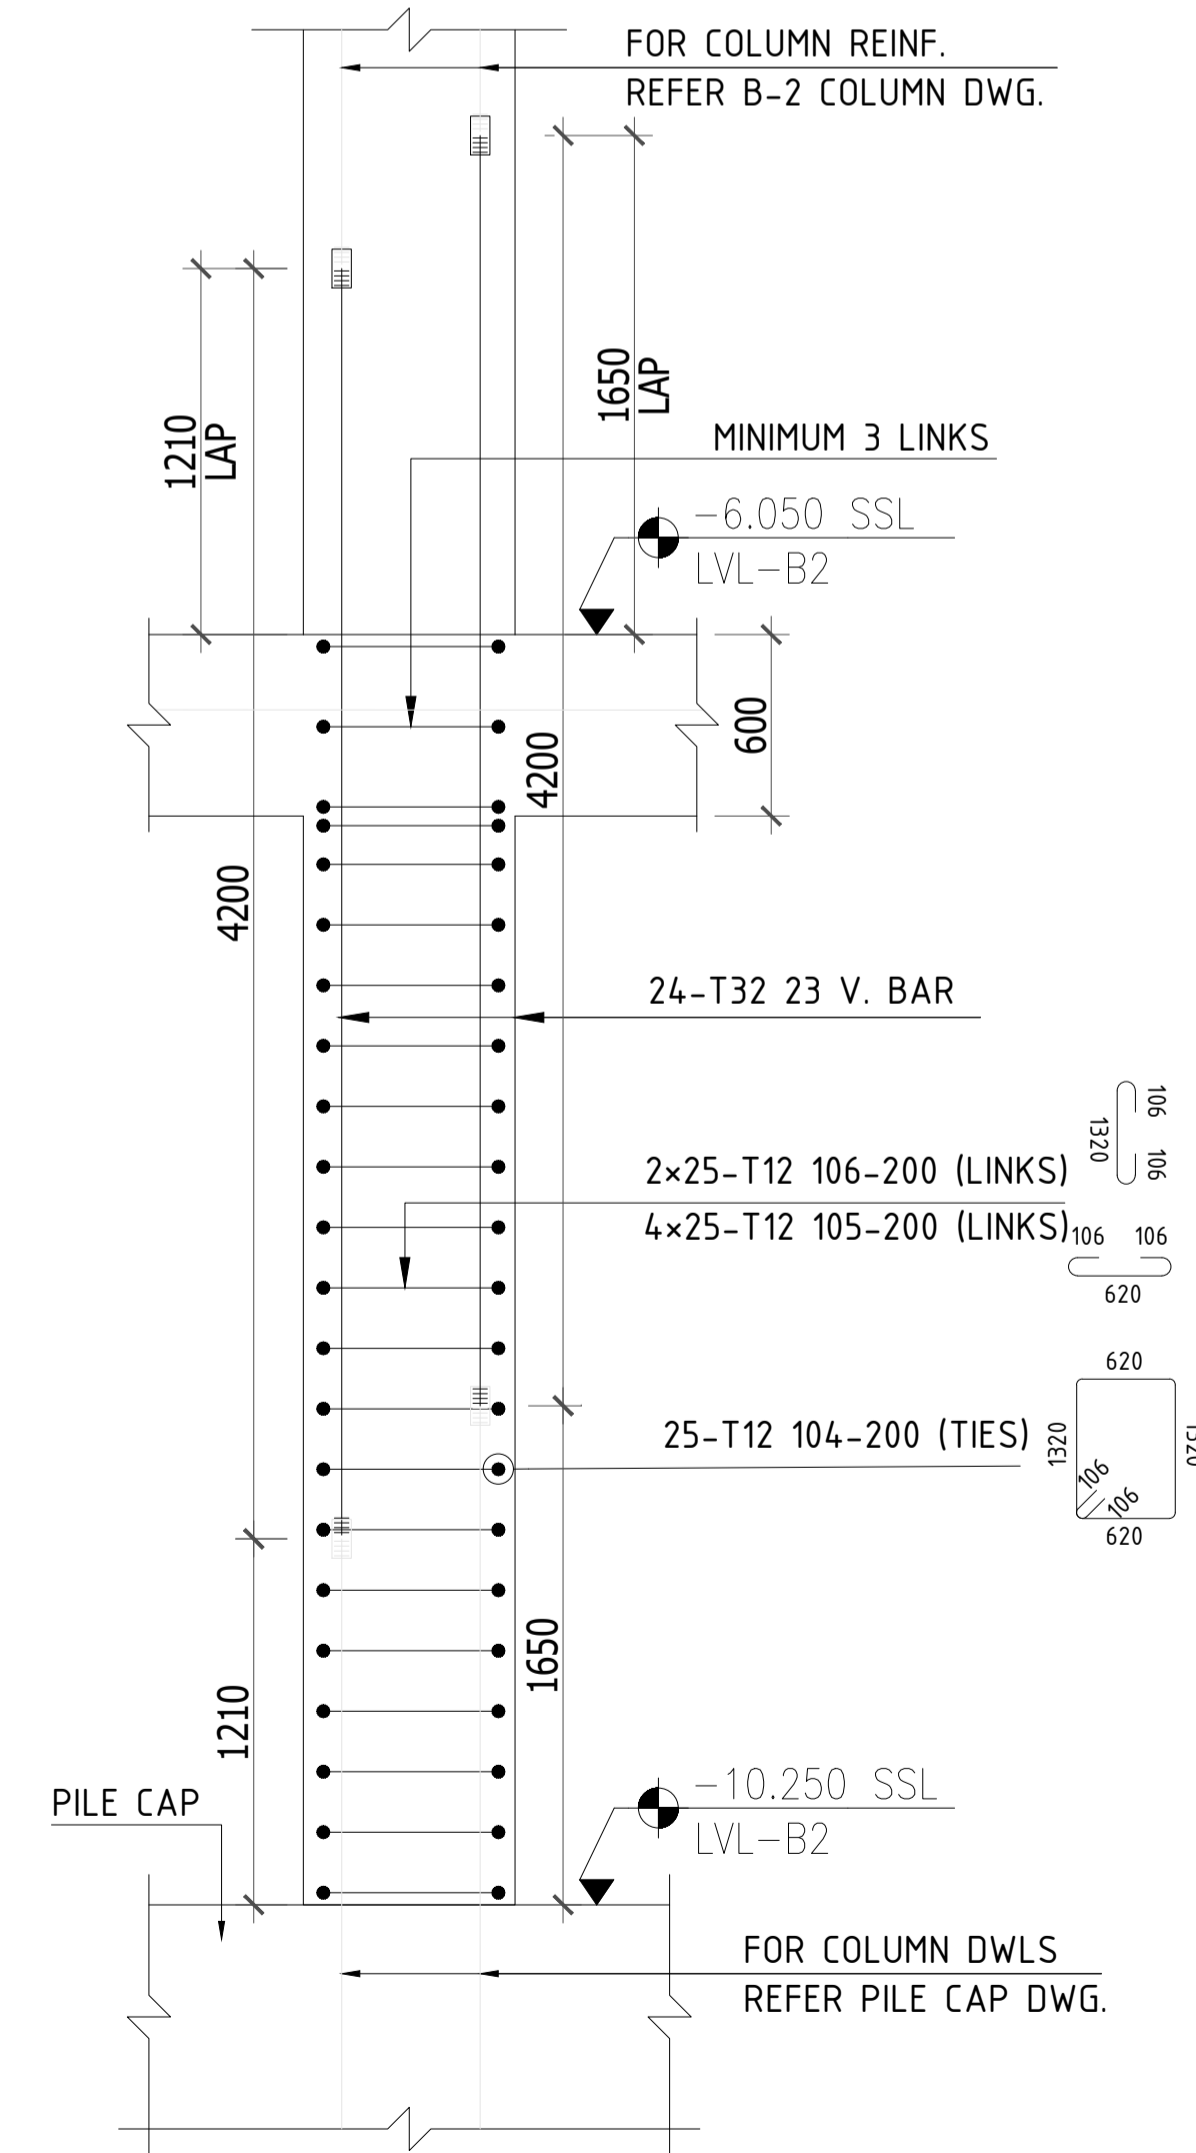 FOR COLUMN REINF.
REFER B-2 COLUMN DWG.
1650
LAP
1210
LAP
MINIMUM 3 LINKS
-6.050 SSL
LVL-B2
600
4200
4200
24-T32 23 V. BAR
106
1320
106
2×25-T12 106-200 (LINKS)
4×25-T12 105-200 (LINKS)
106 106
620
620
25-T12 104-200 (TIES)
1320
1320
106
106
620
1650
1210
PILE CAP
-10.250 SSL
LVL-B2
FOR COLUMN DWLS
REFER PILE CAP DWG.